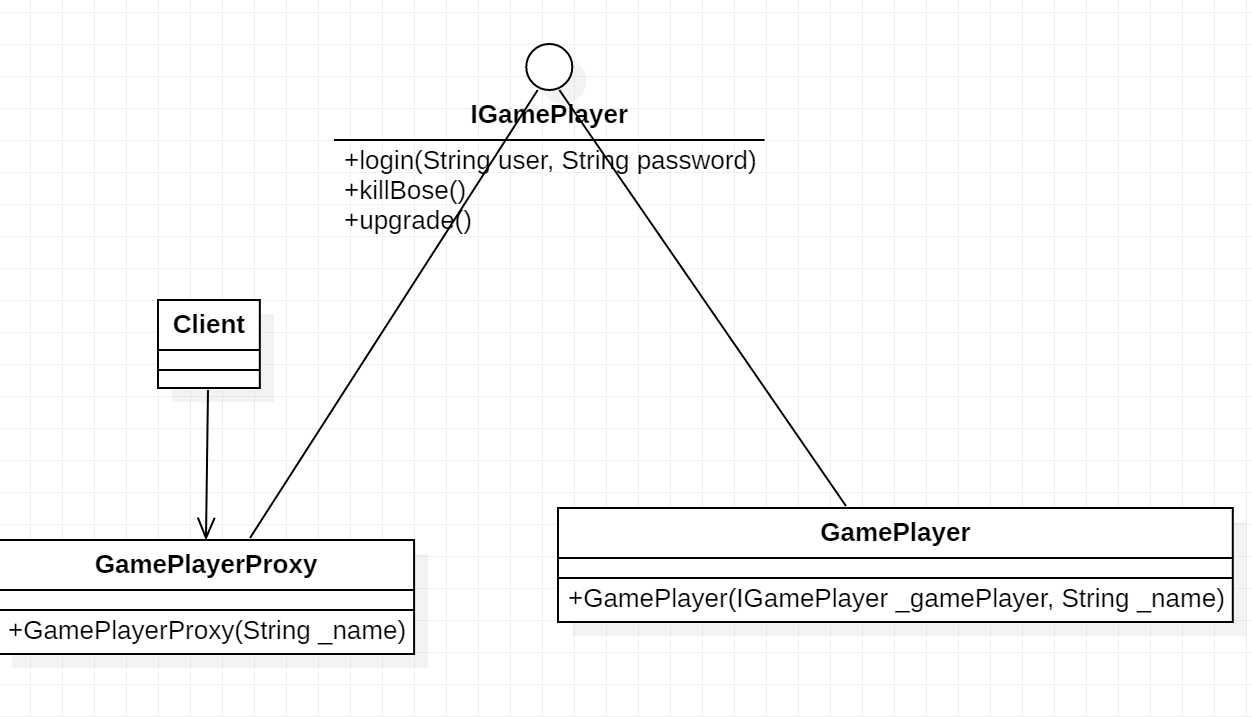 IGamePlayer
+login(String user, String password)
+killBose()
+upgrade()
Client
GamePlayerProxy
+GamePlayerProxy(String _name)
GamePlayer
+GamePlayer(IGamePlayer _gamePlayer, String _name)